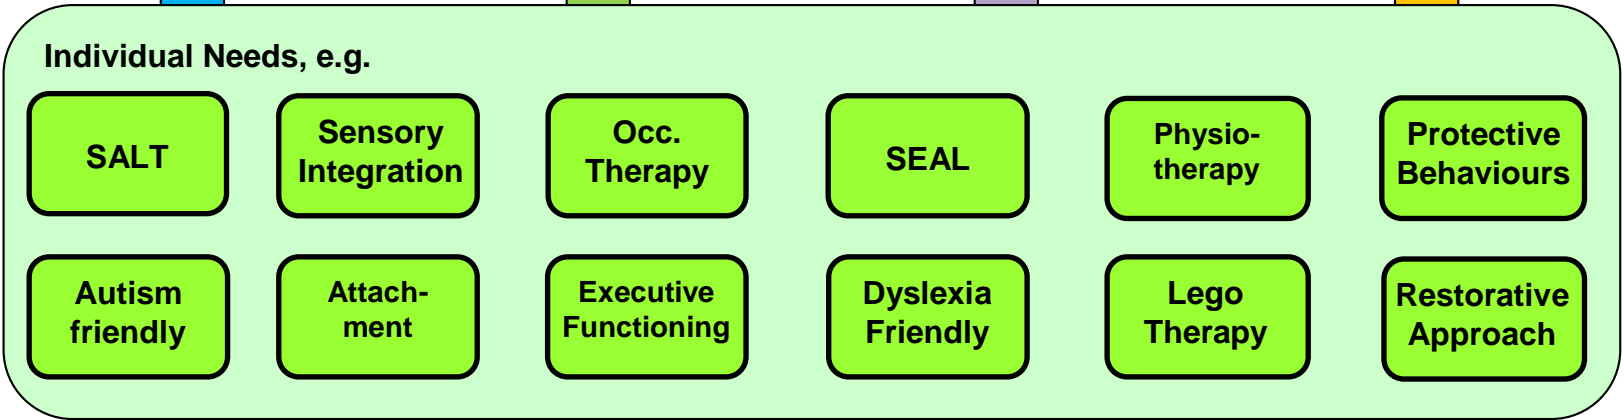 Individual Needs, e.g.
SALT
Sensory
Integration
Occ.
Therapy
SEAL
Physio-
therapy
Protective
Behaviours
Autism
friendly
Attach-
ment
Executive
Functioning
Dyslexia
Friendly
Lego
Therapy
Restorative
Approach